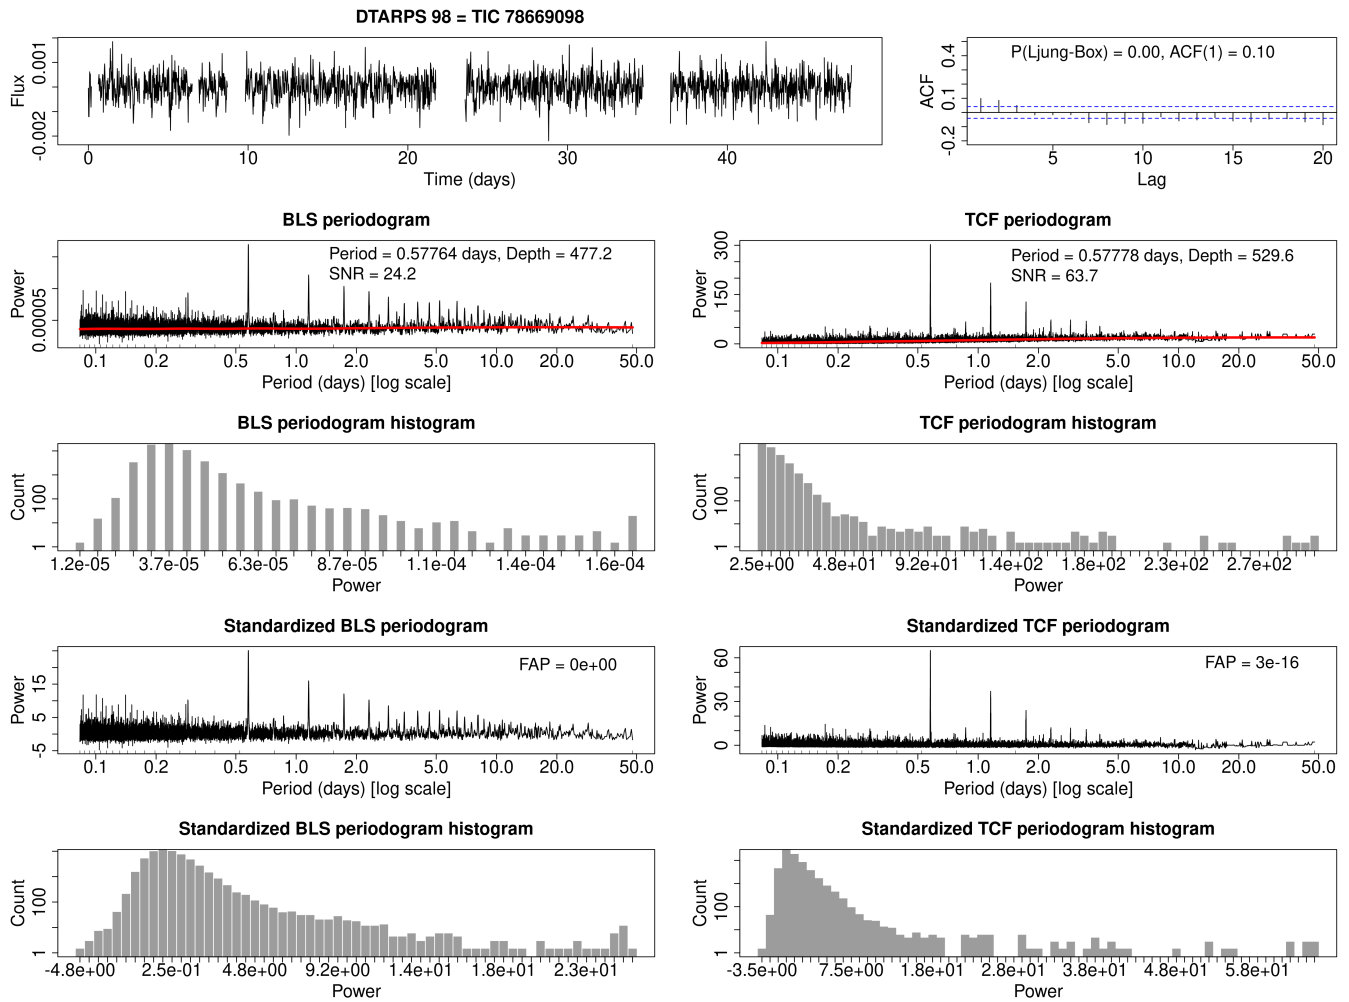 DTARPS 98 = TIC 78669098
Flux
0.001
-0.002
0 10 20 30 40
Time (days)
P(Ljung-Box) = 0.00, ACF(1) = 0.10
ACF
0.4
0.1
-0.2
5 10 15 20
Lag
BLS periodogram
Period = 0.57764 days, Depth = 477.2
SNR = 24.2
Power
0.00005
0.1 0.2 0.5 1.0 2.0 5.0 10.0 20.0 50.0
Period (days) [log scale]
TCF periodogram
Period = 0.57778 days, Depth = 529.6
SNR = 63.7
Power
300
150
0
0.1 0.2 0.5 1.0 2.0 5.0 10.0 20.0 50.0
Period (days) [log scale]
BLS periodogram histogram
Count
100
1
1.2e-05 3.7e-05 6.3e-05 8.7e-05 1.1e-04 1.4e-04 1.6e-04
Power
TCF periodogram histogram
Count
100
1
2.5e+00 4.8e+01 9.2e+01 1.4e+02 1.8e+02 2.3e+02 2.7e+02
Power
Standardized BLS periodogram
FAP = 0e+00
Power
15
5
-5
0.1 0.2 0.5 1.0 2.0 5.0 10.0 20.0 50.0
Period (days) [log scale]
Standardized TCF periodogram
FAP = 3e-16
Power
60
30
0
0.1 0.2 0.5 1.0 2.0 5.0 10.0 20.0 50.0
Period (days) [log scale]
Standardized BLS periodogram histogram
Count
100
1
-4.8e+00 2.5e-01 4.8e+00 9.2e+00 1.4e+01 1.8e+01 2.3e+01
Power
Standardized TCF periodogram histogram
Count
100
1
-3.5e+00 7.5e+00 1.8e+01 2.8e+01 3.8e+01 4.8e+01 5.8e+01
Power